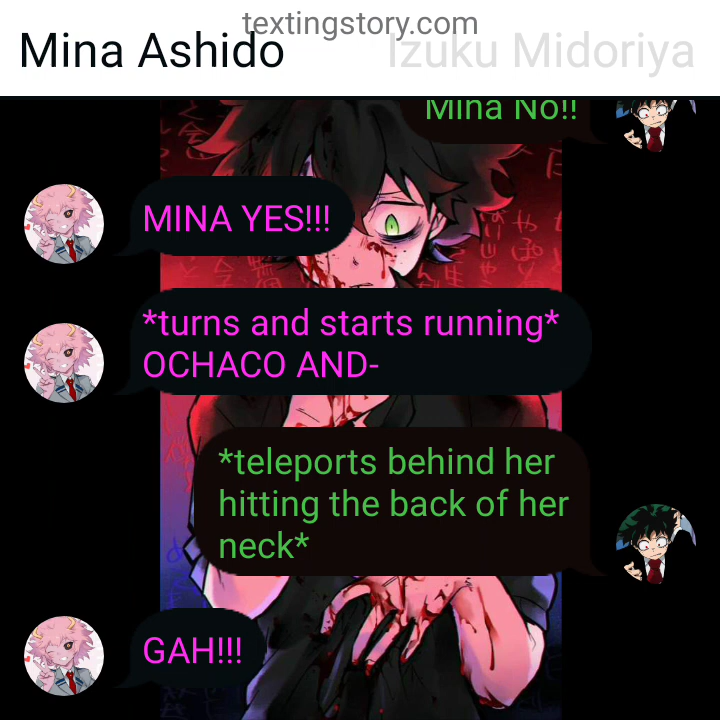 textingstory.com
Mina Ashido
Izuku Midoriya
Mina No!!
MINA YES!!!
*turns and starts running*
OCHACO AND-
*teleports behind her
hitting the back of her
neck*
GAH!!!